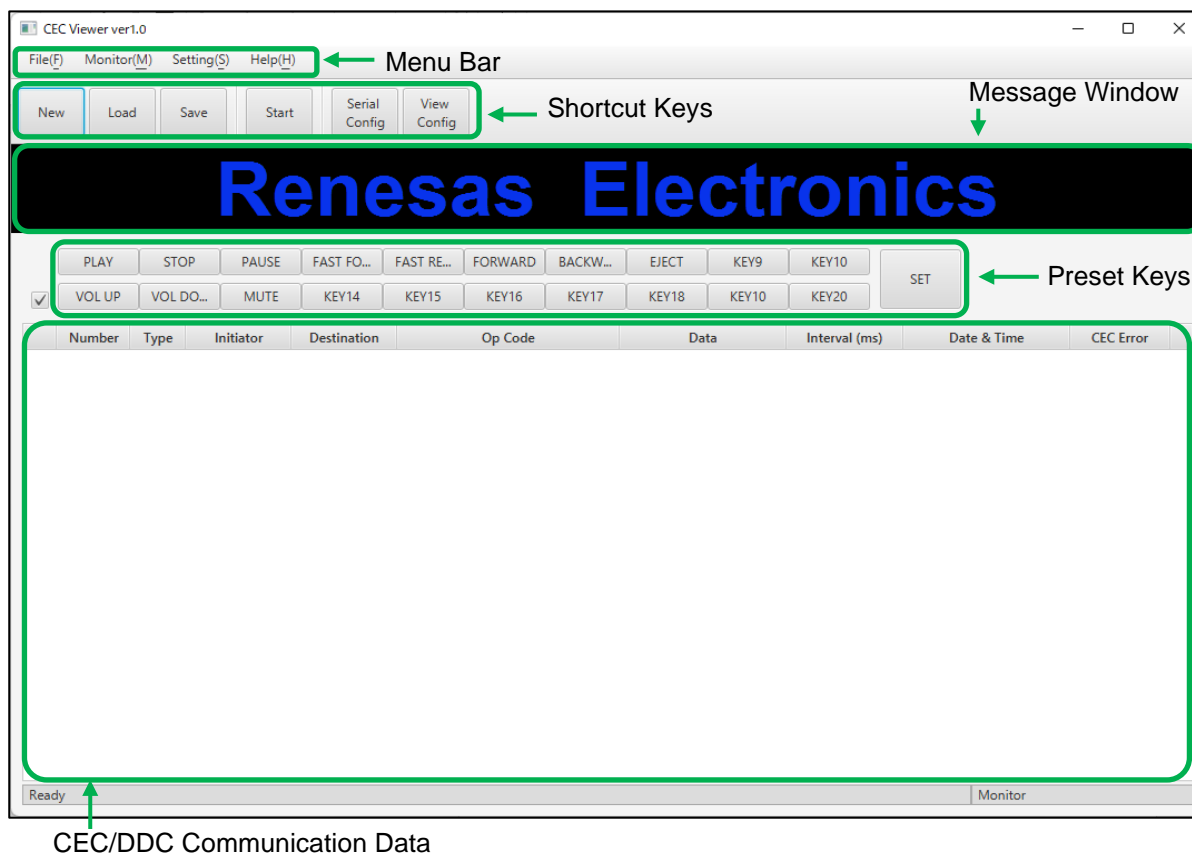 CEC Viewer ver1.0
File(F) Monitor(M) Setting(S) Help(H)
Menu Bar
New Load Save Start Serial Config View Config
Shortcut Keys
Message Window
Renesas Electronics
PLAY STOP PAUSE FAST FO... FAST RE... FORWARD BACKW... EJECT KEY9 KEY10
SET
Preset Keys
VOL UP VOL DO... MUTE KEY14 KEY15 KEY16 KEY17 KEY18 KEY10 KEY20
Number Type Initiator Destination Op Code Data Interval (ms) Date & Time CEC Error
Ready Monitor
CEC/DDC Communication Data